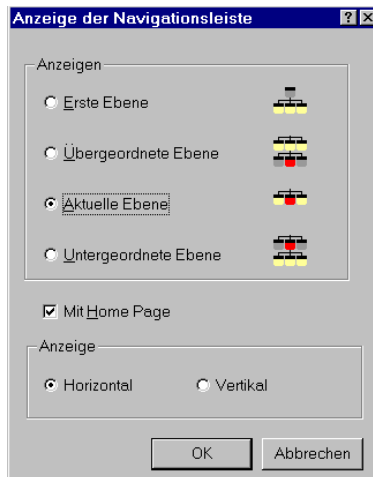 Anzeige der Navigationsleiste
Anzeigen
Erste Ebene
Übergeordnete Ebene
Aktuelle Ebene
Untergeordnete Ebene
Mit Home Page
Anzeige
Horizontal
Vertikal
OK
Abbrechen